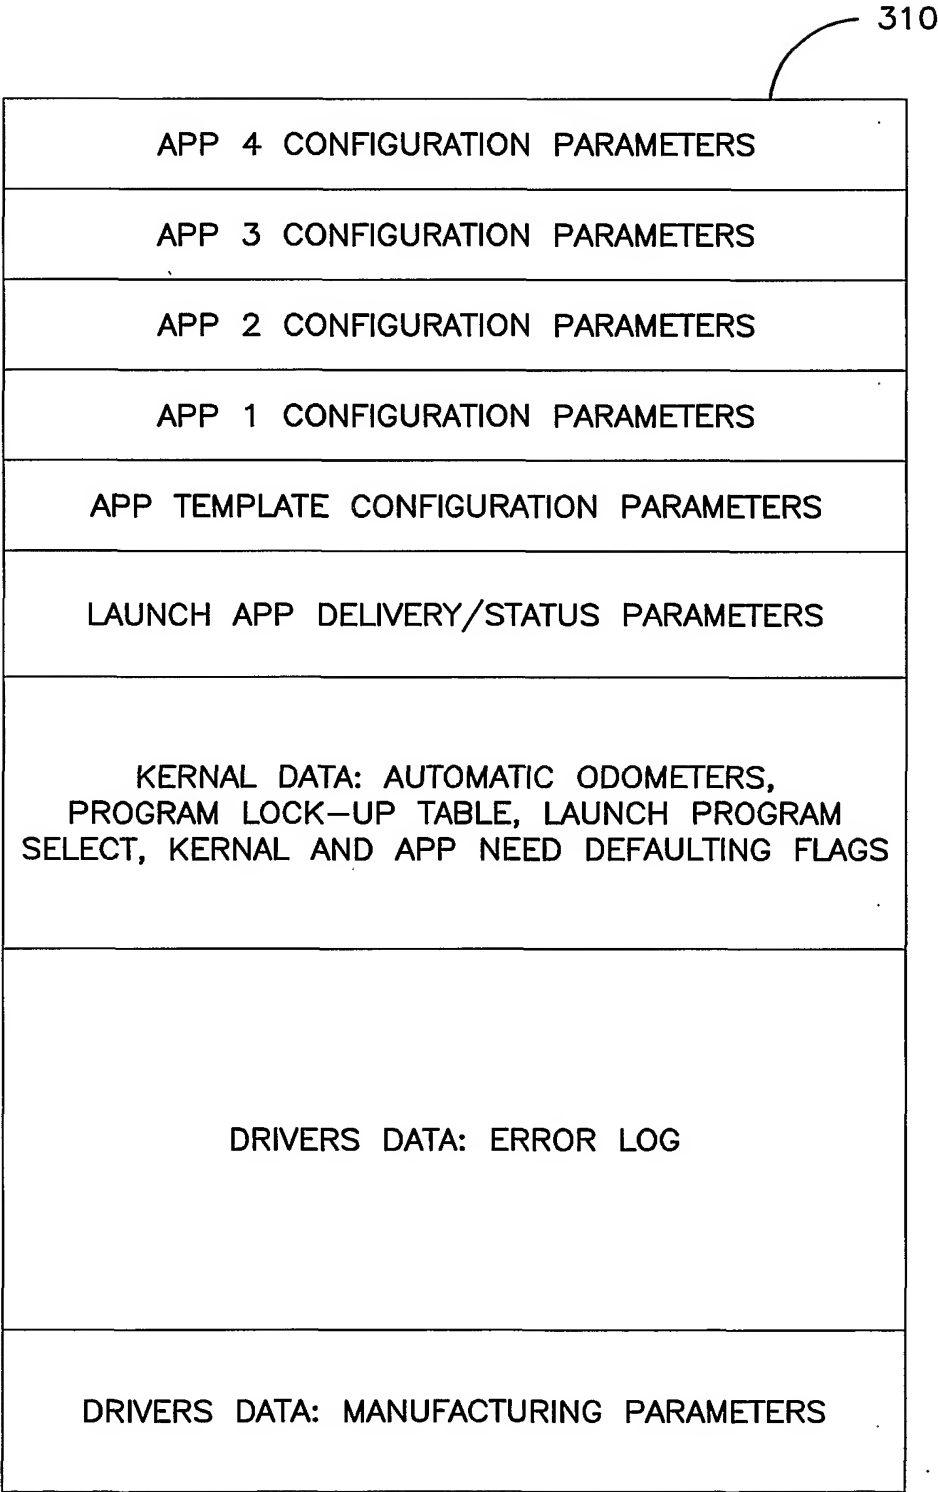 310
APP 4 CONFIGURATION PARAMETERS
APP 3 CONFIGURATION PARAMETERS
APP 2 CONFIGURATION PARAMETERS
APP 1 CONFIGURATION PARAMETERS
APP TEMPLATE CONFIGURATION PARAMETERS
LAUNCH APP DELIVERY/STATUS PARAMETERS
KERNAL DATA: AUTOMATIC ODOMETERS,
PROGRAM LOCK-UP TABLE, LAUNCH PROGRAM
SELECT, KERNAL AND APP NEED DEFAULTING FLAGS
DRIVERS DATA: ERROR LOG
DRIVERS DATA: MANUFACTURING PARAMETERS